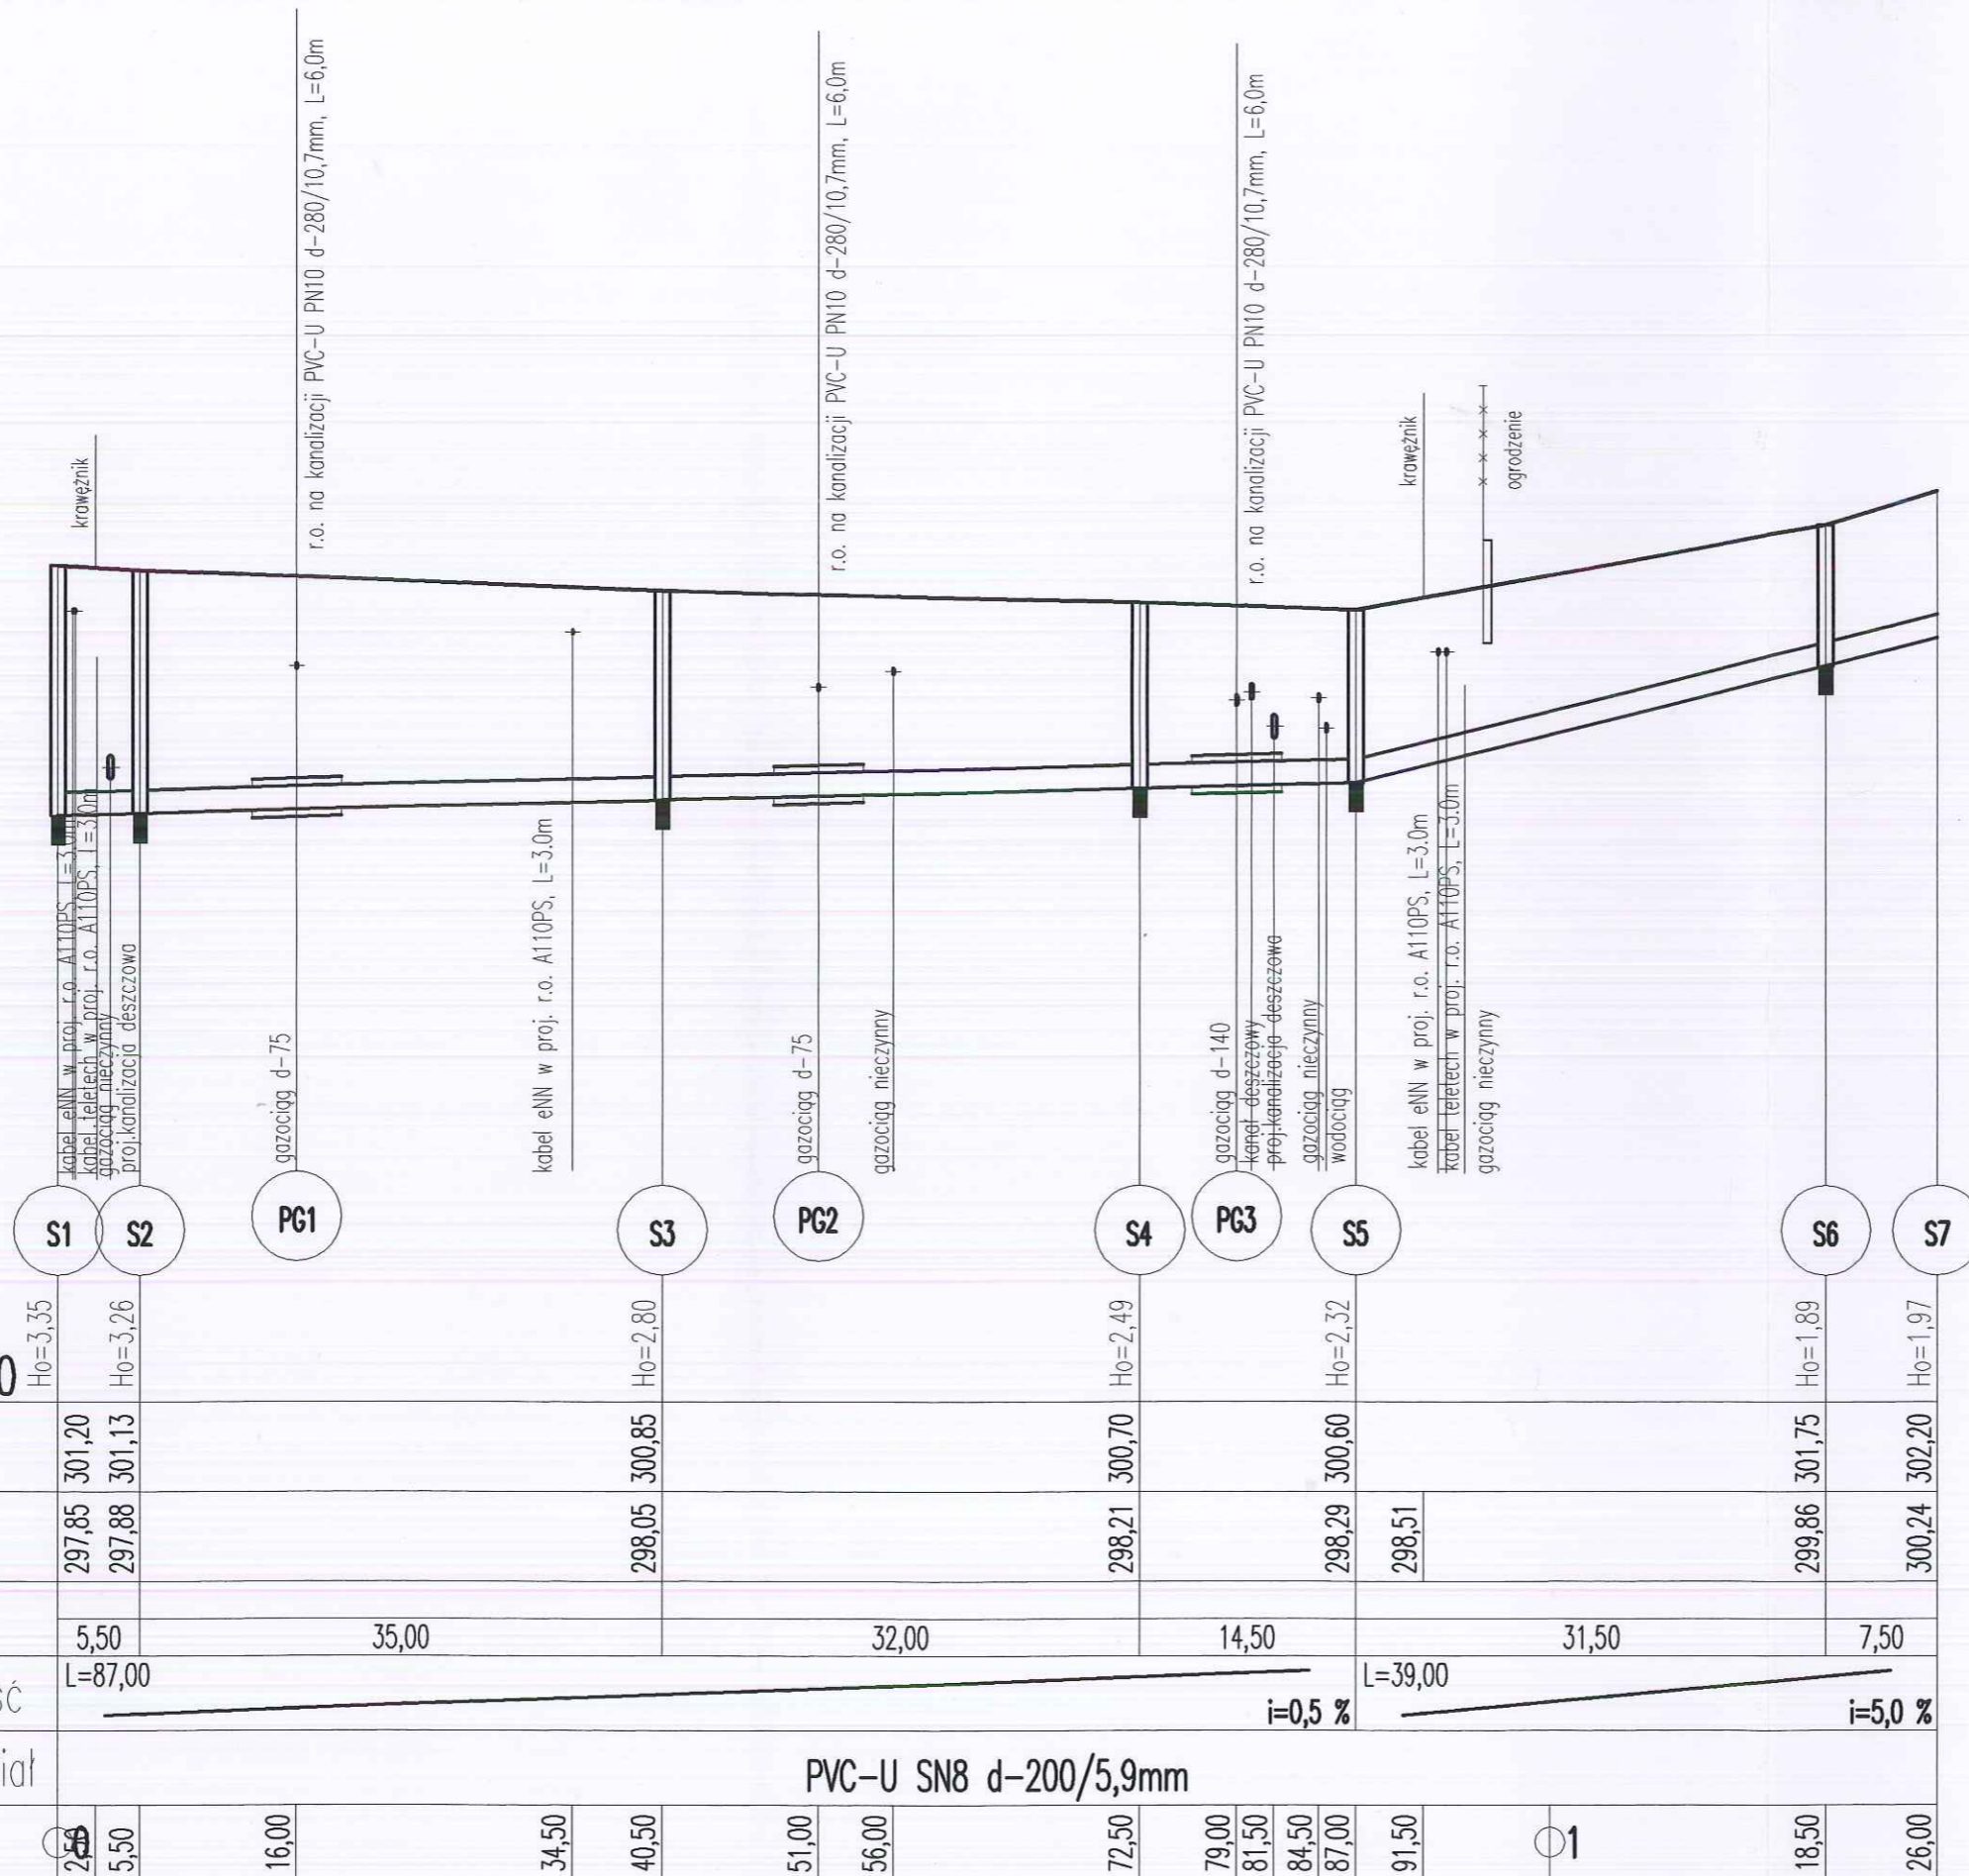 r.o. na kanalizacji PVC-U PN10 d-280/10,7mm, L=6,0m
r.o. na kanalizacji PVC-U PN10 d-280/10,7mm, L=6,0m
r.o. na kanalizacji PVC-U PN10 d-280/10,7mm, L=6,0m
krawężnik
krawężnik
ogrodzenie
kabel eNN w proj. r.o. A110PS, L=3.0m
kabel teletech w proj. r.o. A110PS, L=3.0m
gazociąg nieczynny
proj.kanalizacja deszczowa
gazociąg d-75
kabel eNN w proj. r.o. A110PS, L=3.0m
gazociąg d-75
gazociąg nieczynny
gazociąg d-140
kanał deszczowy
proj.kanalizacja deszczowa
gazociąg nieczynny
wodociąg
kabel eNN w proj. r.o. A110PS, L=3.0m
kabel teletech w proj. r.o. A110PS, L=3.0m
gazociąg nieczynny
S1 S2 PG1 S3 PG2 S4 PG3 S5 S6 S7
0 Ho=3,35 Ho=3,26 Ho=2,80 Ho=2,49 Ho=2,32 Ho=1,89 Ho=1,97
301,20 301,13 300,85 300,70 300,60 301,75 302,20
297,85 297,88 298,05 298,21 298,29 298,51 299,86 300,24
5,50 35,00 32,00 14,50 31,50 7,50
L=87,00 L=39,00
ść i=0,5 % i=5,0 %
iał PVC-U SN8 d-200/5,9mm
0 2,50 5,50 16,00 34,50 40,50 51,00 56,00 72,50 79,00 81,50 84,50 87,00 91,50 1 18,50 26,00